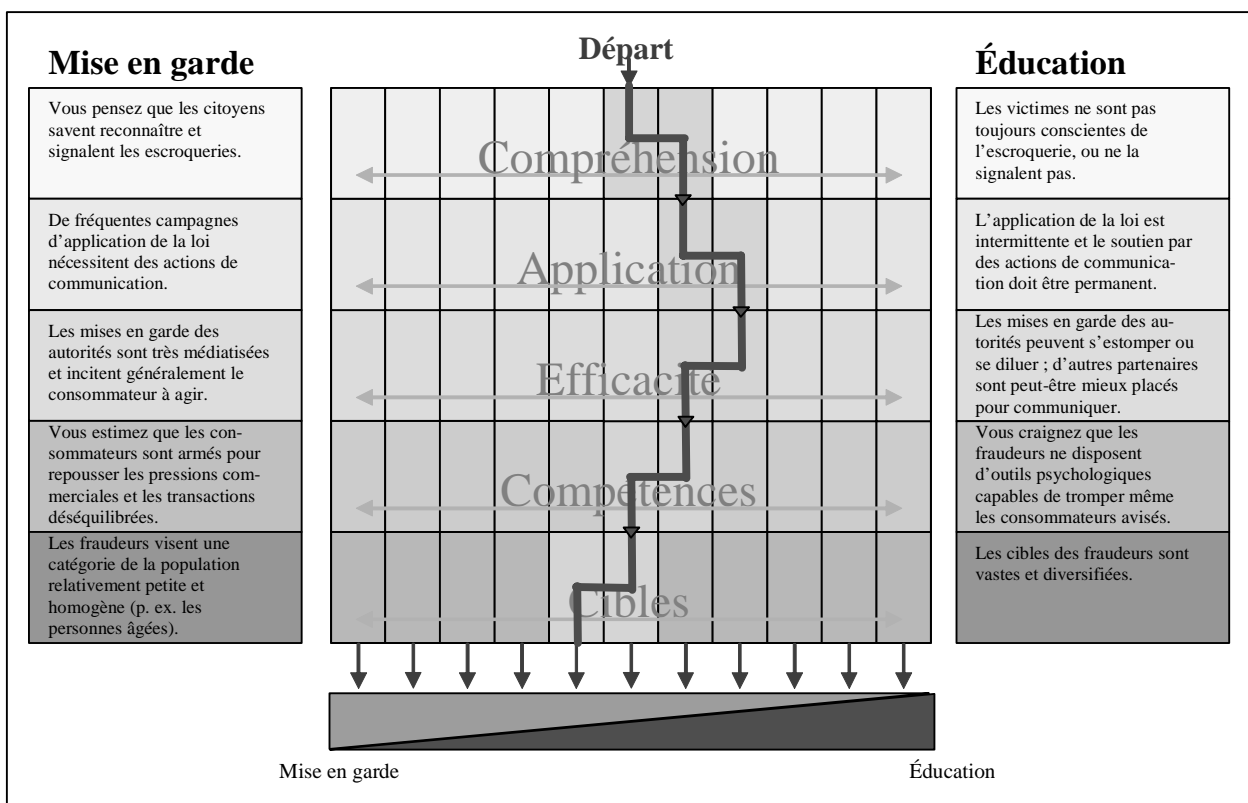 Mise en garde
Départ
Éducation
Vous pensez que les citoyens
savent reconnaître et
signalent les escroqueries.
Compréhension
Les victimes ne sont pas
toujours conscientes de
l’escroquerie, ou ne la
signalent pas.
De fréquentes campagnes
d’application de la loi
nécessitent des actions de
communication.
Application
L’application de la loi est
intermittente et le soutien par
des actions de communica-
tion doit être permanent.
Les mises en garde des
autorités sont très médiatisées
et incitent généralement le
consommateur à agir.
Efficacité
Les mises en garde des au-
torités peuvent s’estomper ou
se diluer ; d’autres partenaires
sont peut-être mieux placés
pour communiquer.
Vous estimez que les con-
sommateurs sont armés pour
repousser les pressions com-
merciales et les transactions
déséquilibrées.
Compétences
Vous craignez que les
fraudeurs ne disposent
d’outils psychologiques
capables de tromper même
les consommateurs avisés.
Les fraudeurs visent une
catégorie de la population
relativement petite et
homogène (p. ex. les
personnes âgées).
Cibles
Les cibles des fraudeurs sont
vastes et diversifiées.
Mise en garde
Éducation